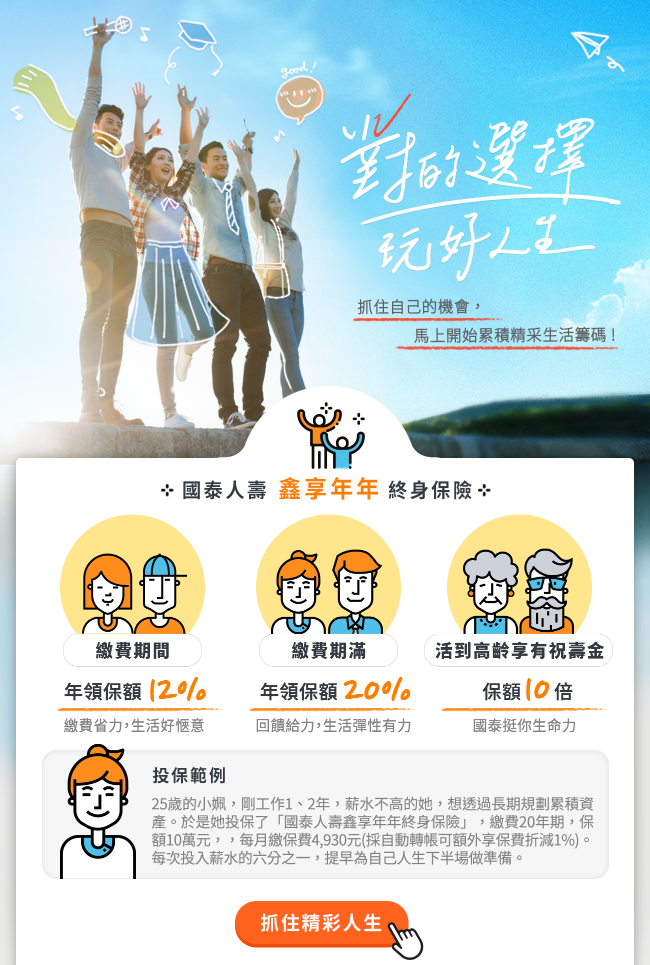 good!
對的選擇
玩好人生
抓住自己的機會，
馬上開始累積精采生活籌碼！
國泰人壽 鑫享年年 終身保險
繳費期間
年領保額 12%
繳費省力,生活好愜意
繳費期滿
年領保額 20%
回饋給力,生活彈性有力
活到高齡享有祝壽金
保額 10 倍
國泰挺你生命力
投保範例
25歲的小姵，剛工作1、2年，薪水不高的她，想透過長期規劃累積資
產。於是她投保了「國泰人壽鑫享年年終身保險」，繳費20年期，保
額10萬元，，每月繳保費4,930元(採自動轉帳可額外享保費折減1%)。
每次投入薪水的六分之一，提早為自己人生下半場做準備。
抓住精彩人生